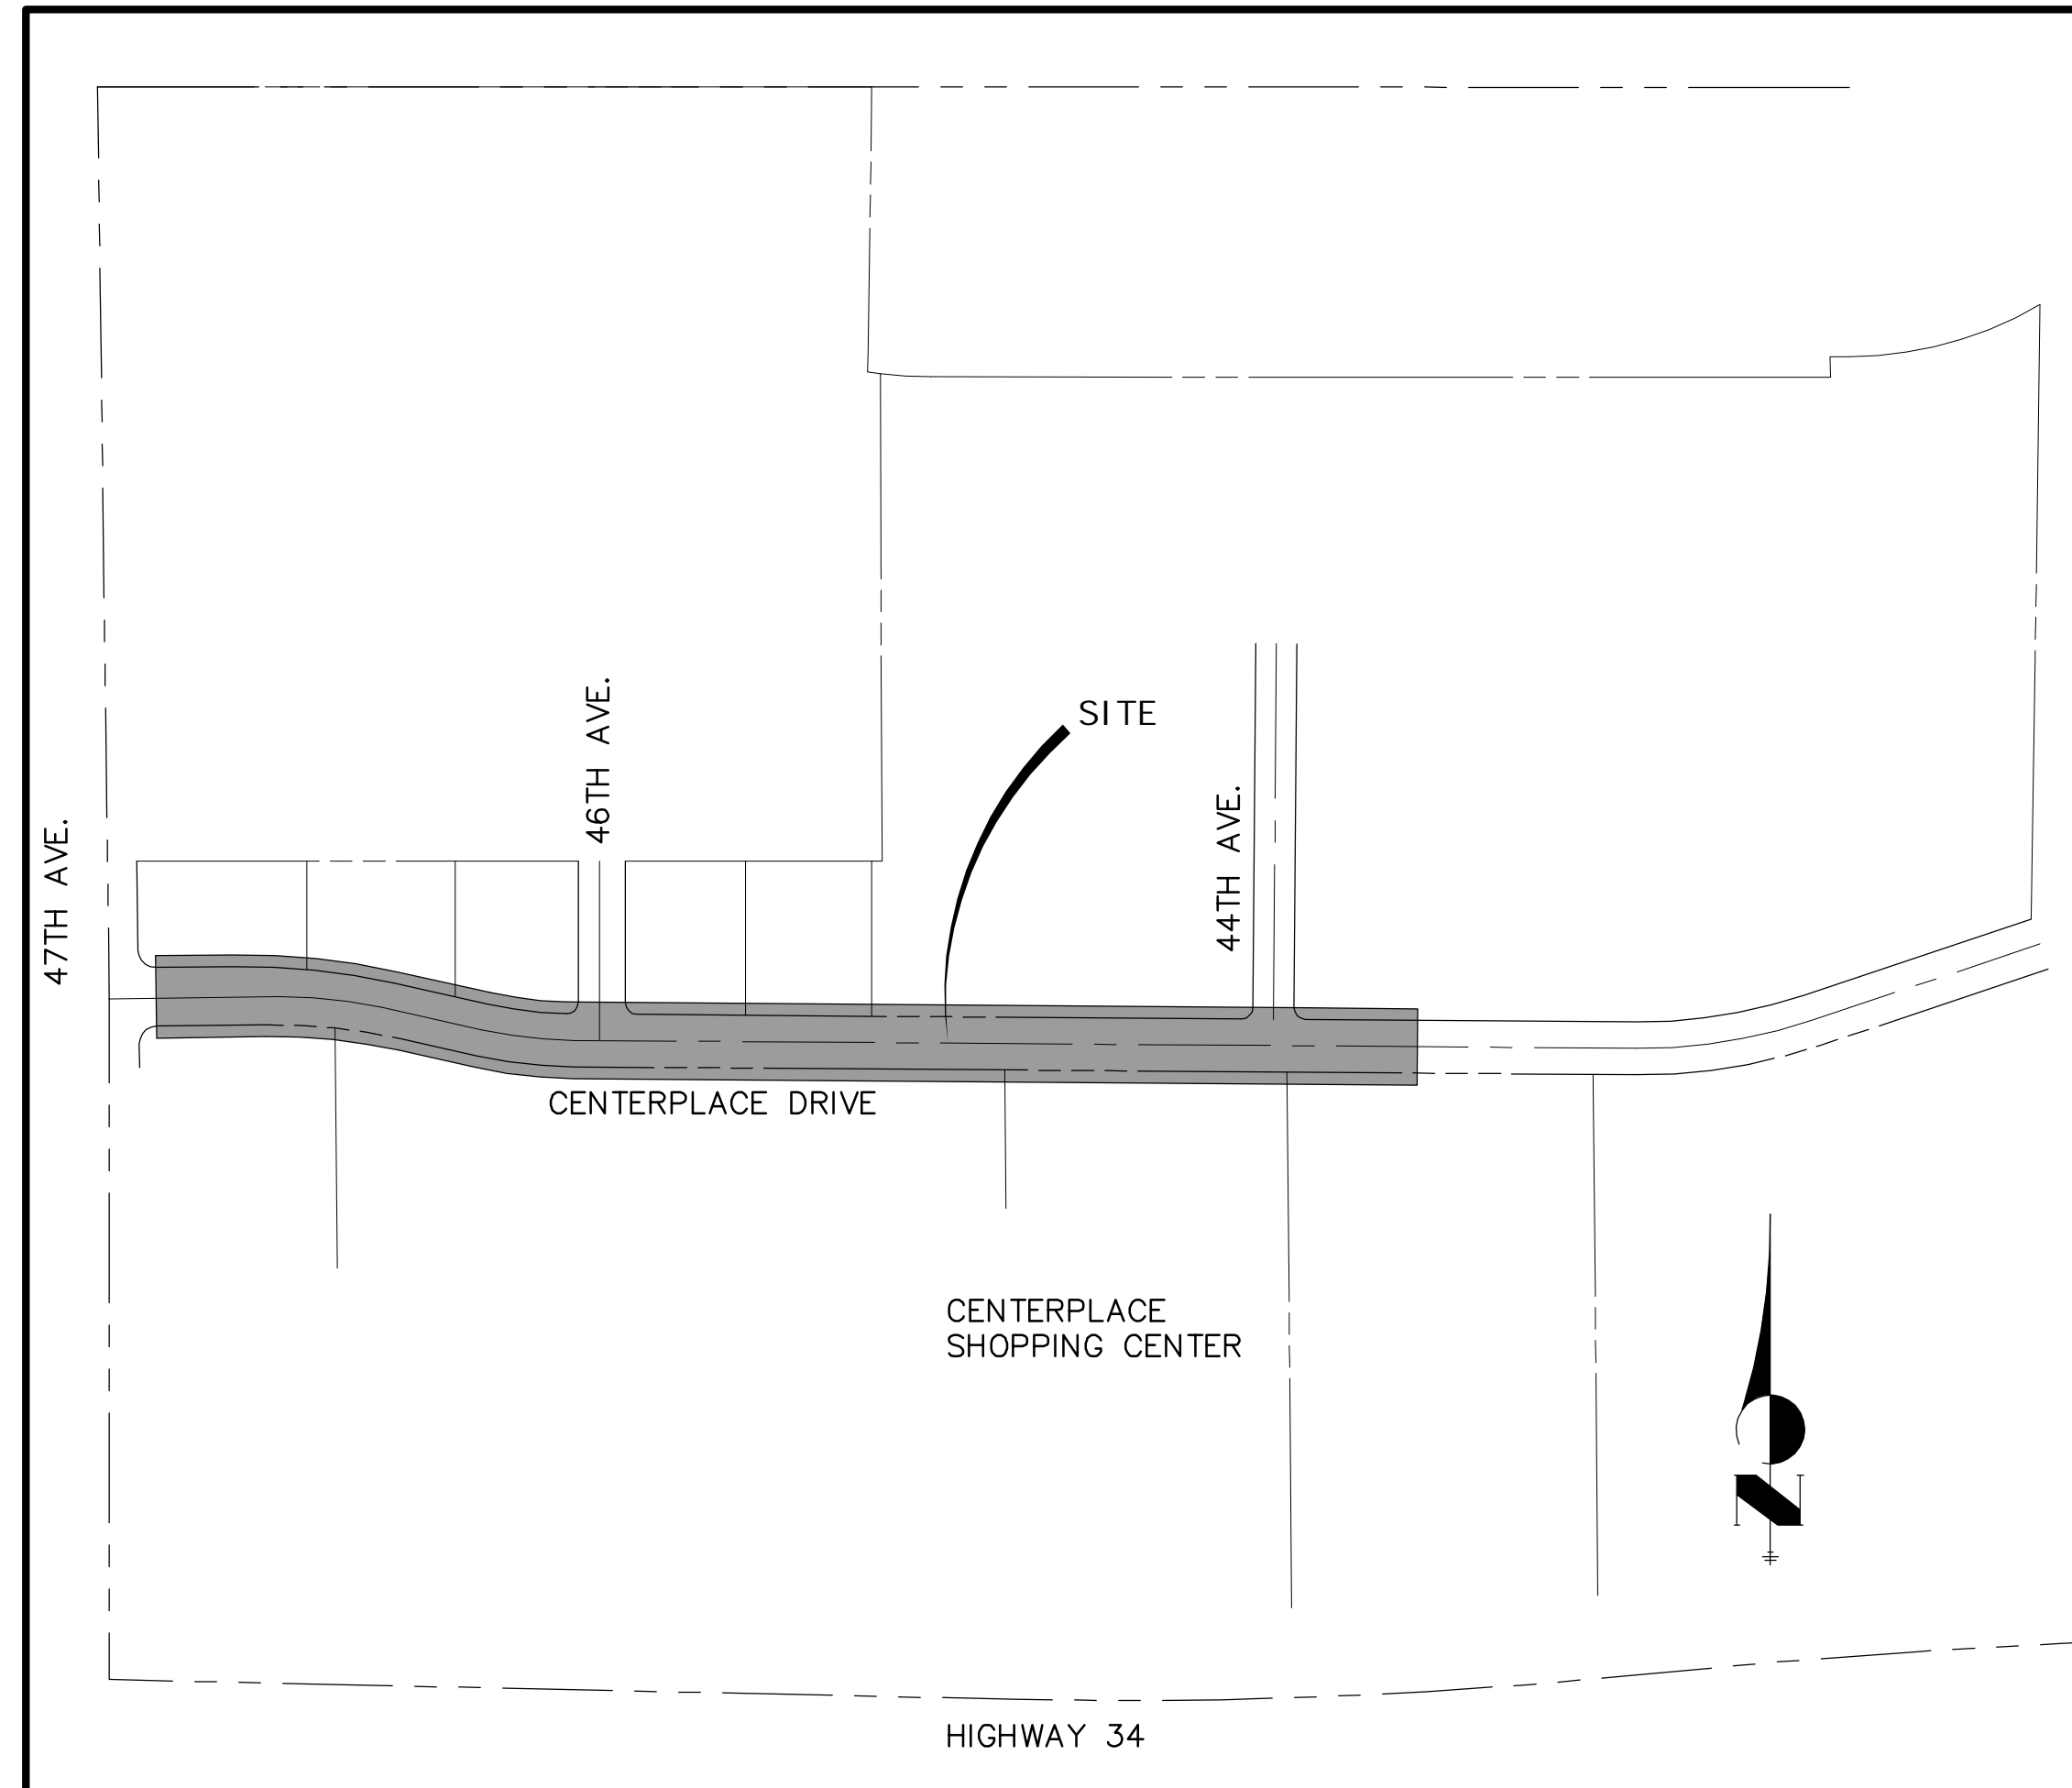 SITE
46TH AVE.
44TH AVE.
47TH AVE.
CENTERPLACE DRIVE
CENTERPLACE
SHOPPING CENTER
N
HIGHWAY 34